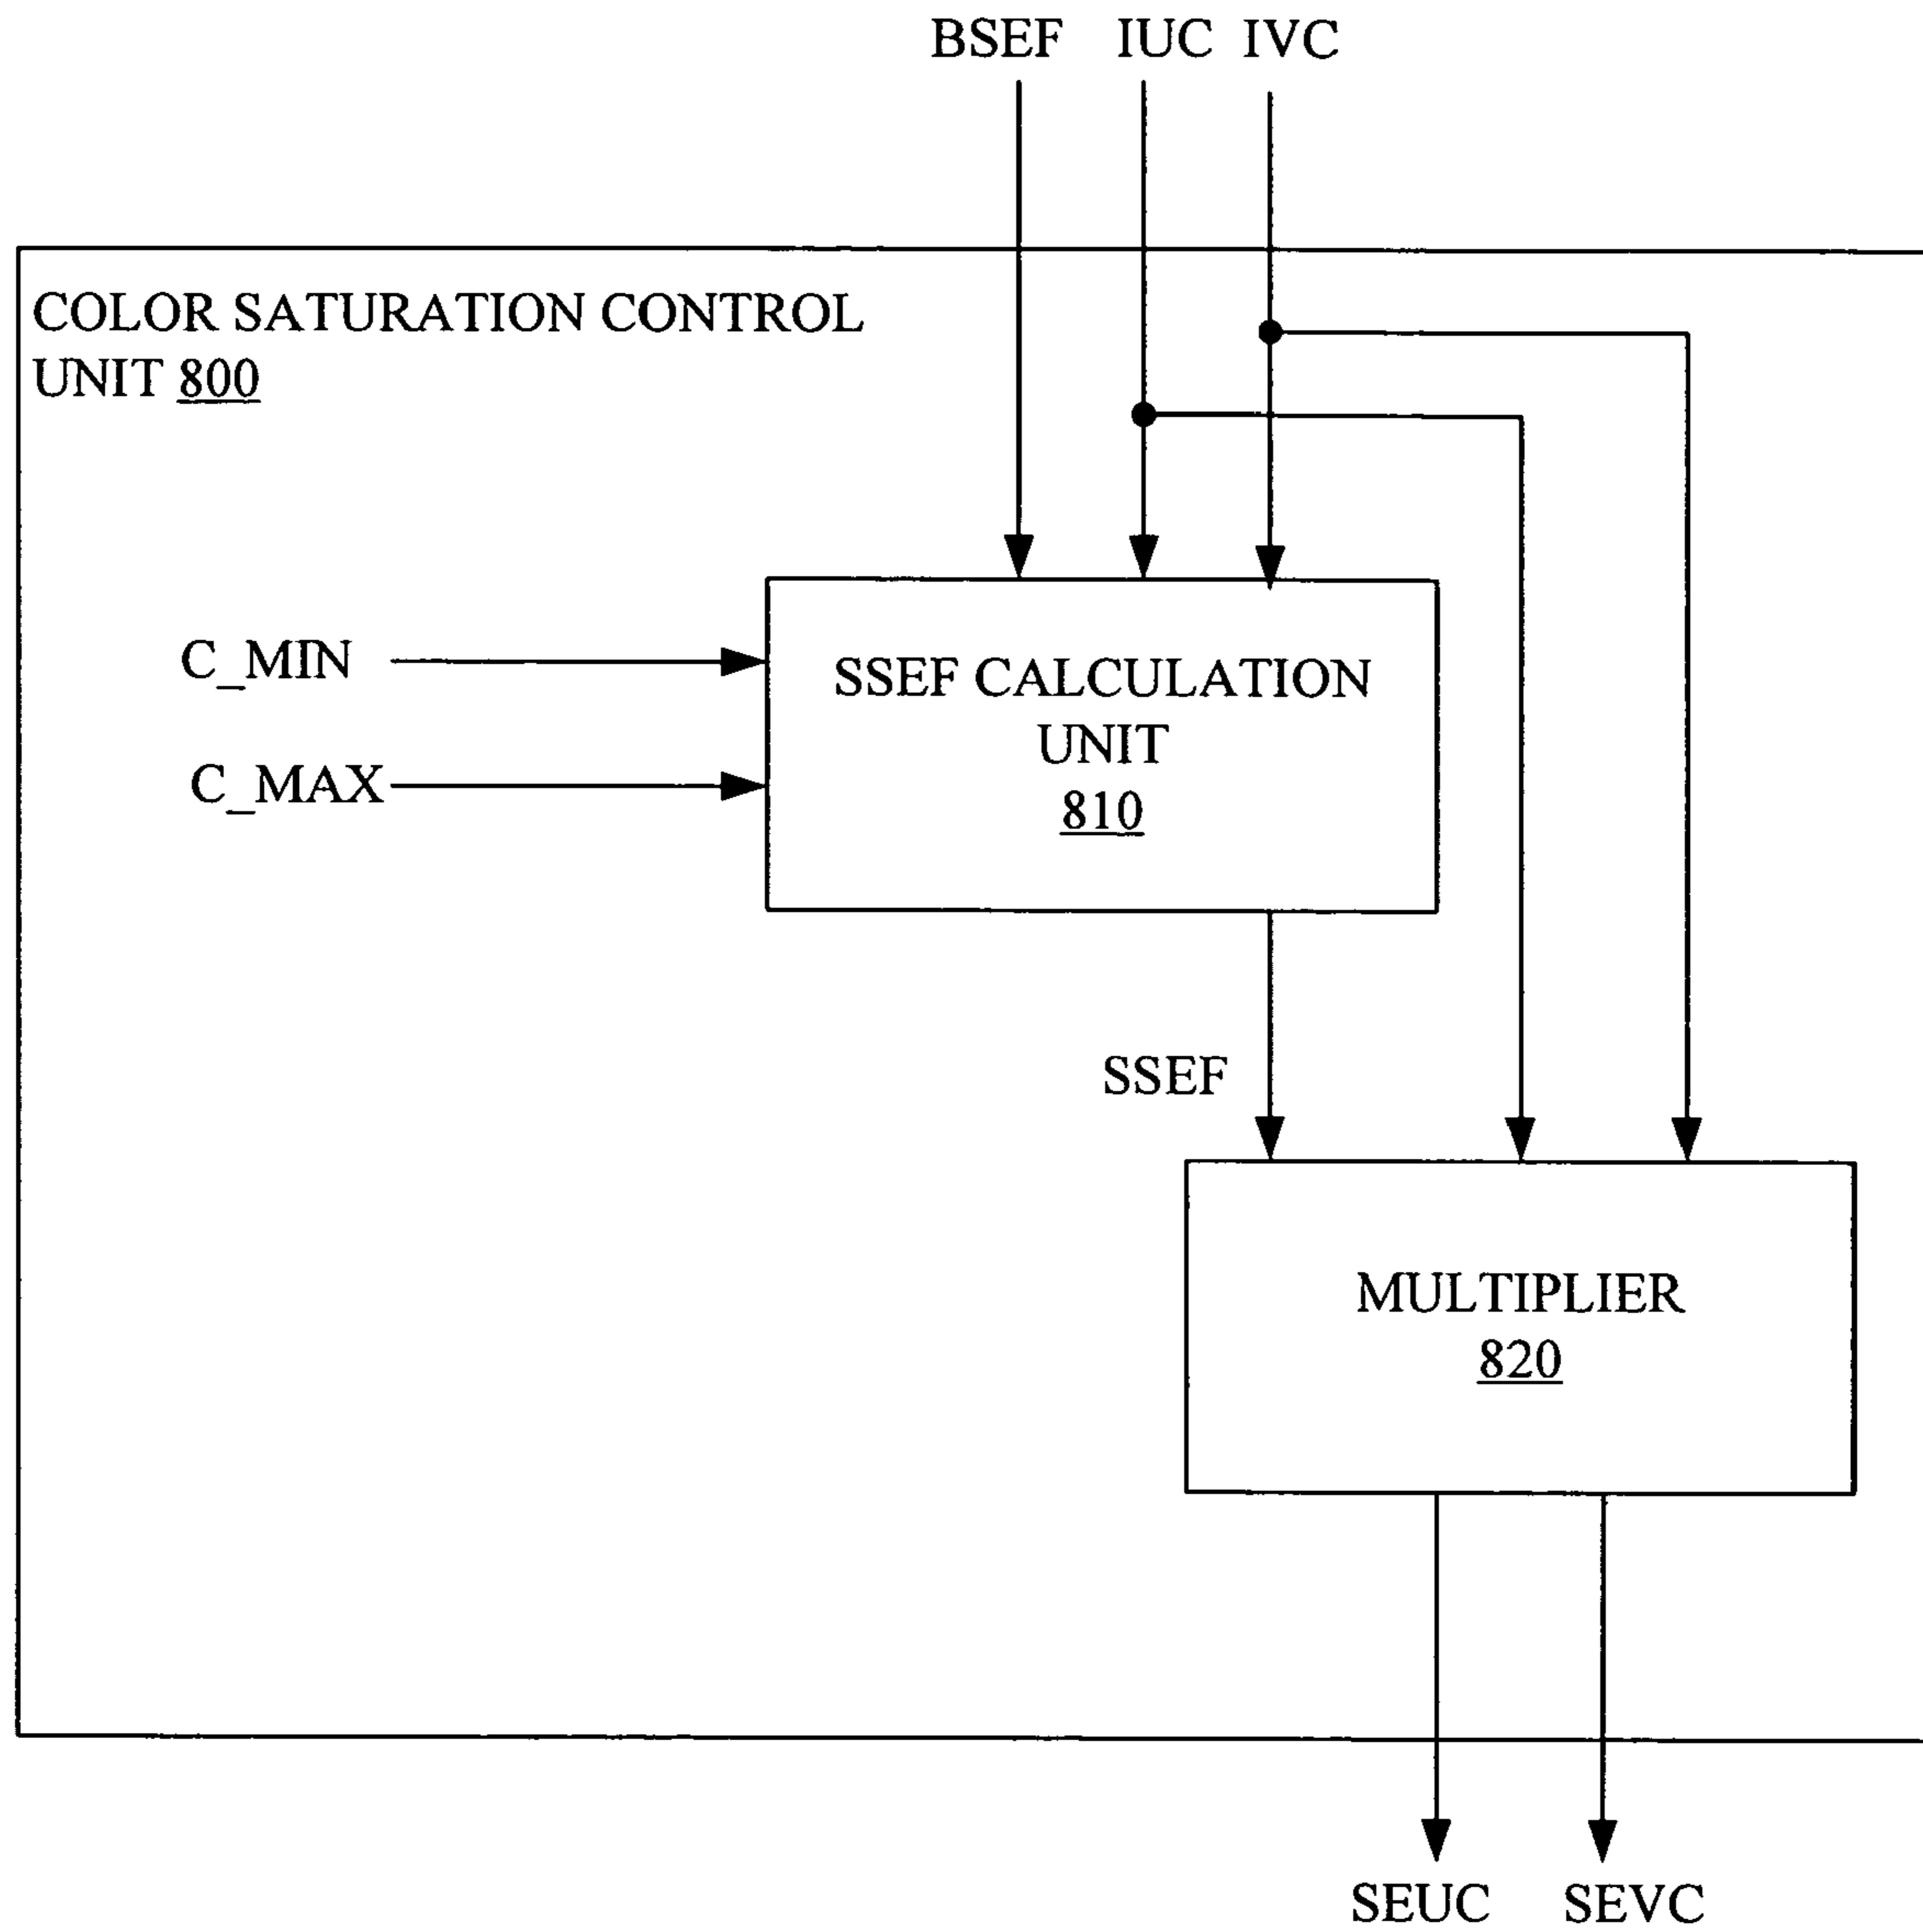 BSEF IUC IVC
COLOR SATURATION CONTROL
UNIT 800
C_MIN
C_MAX
SSEF CALCULATION
UNIT
810
SSEF
MULTIPLIER
820
SEUC SEVC